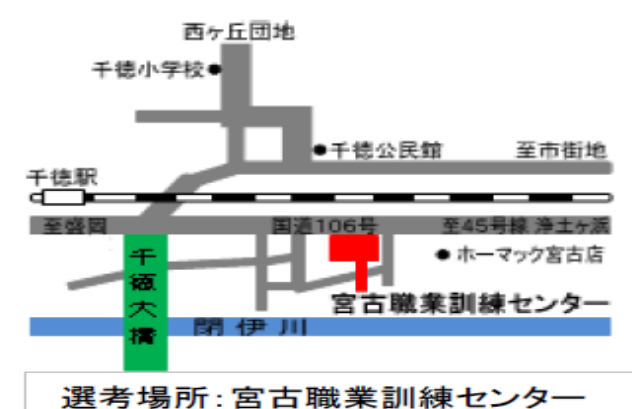 西ヶ丘団地
千徳小学校
千徳公民館
至市街地
千徳駅
至盛岡
国道106号
至45号線 浄土ヶ浜
ホーマック宮古店
千徳大橋
宮古職業訓練センター
閉伊川
選考場所：宮古職業訓練センター